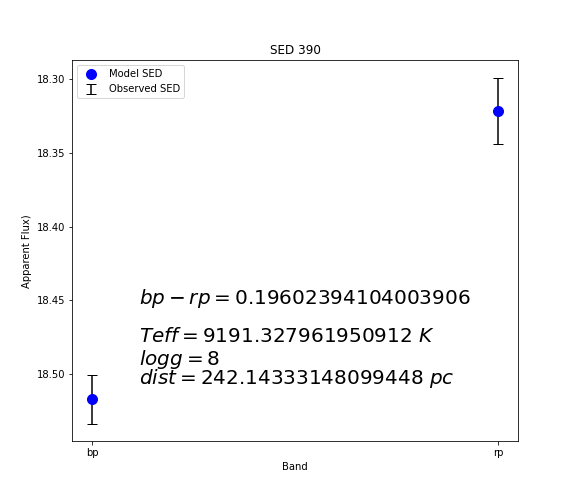 SED 390
Model SED
Observed SED
18.30
18.35
18.40
18.45
18.50
Apparent Flux)
bp − rp = 0.19602394104003906
Teff = 9191.327961950912 K
logg = 8
dist = 242.14333148099448 pc
bp
rp
Band